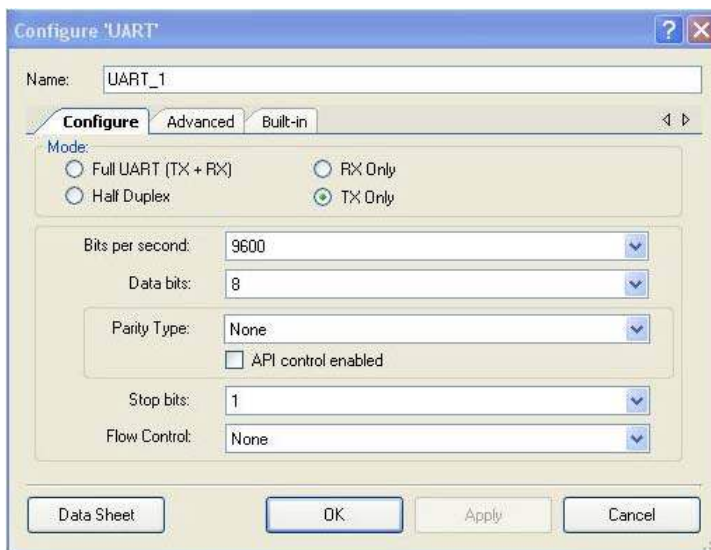 Configure 'UART'
Name: UART_1
Configure Advanced Built-in
Mode:
Full UART (TX + RX) RX Only
Half Duplex TX Only
Bits per second: 9600
Data bits: 8
Parity Type: None
API control enabled
Stop bits: 1
Flow Control: None
Data Sheet OK Apply Cancel